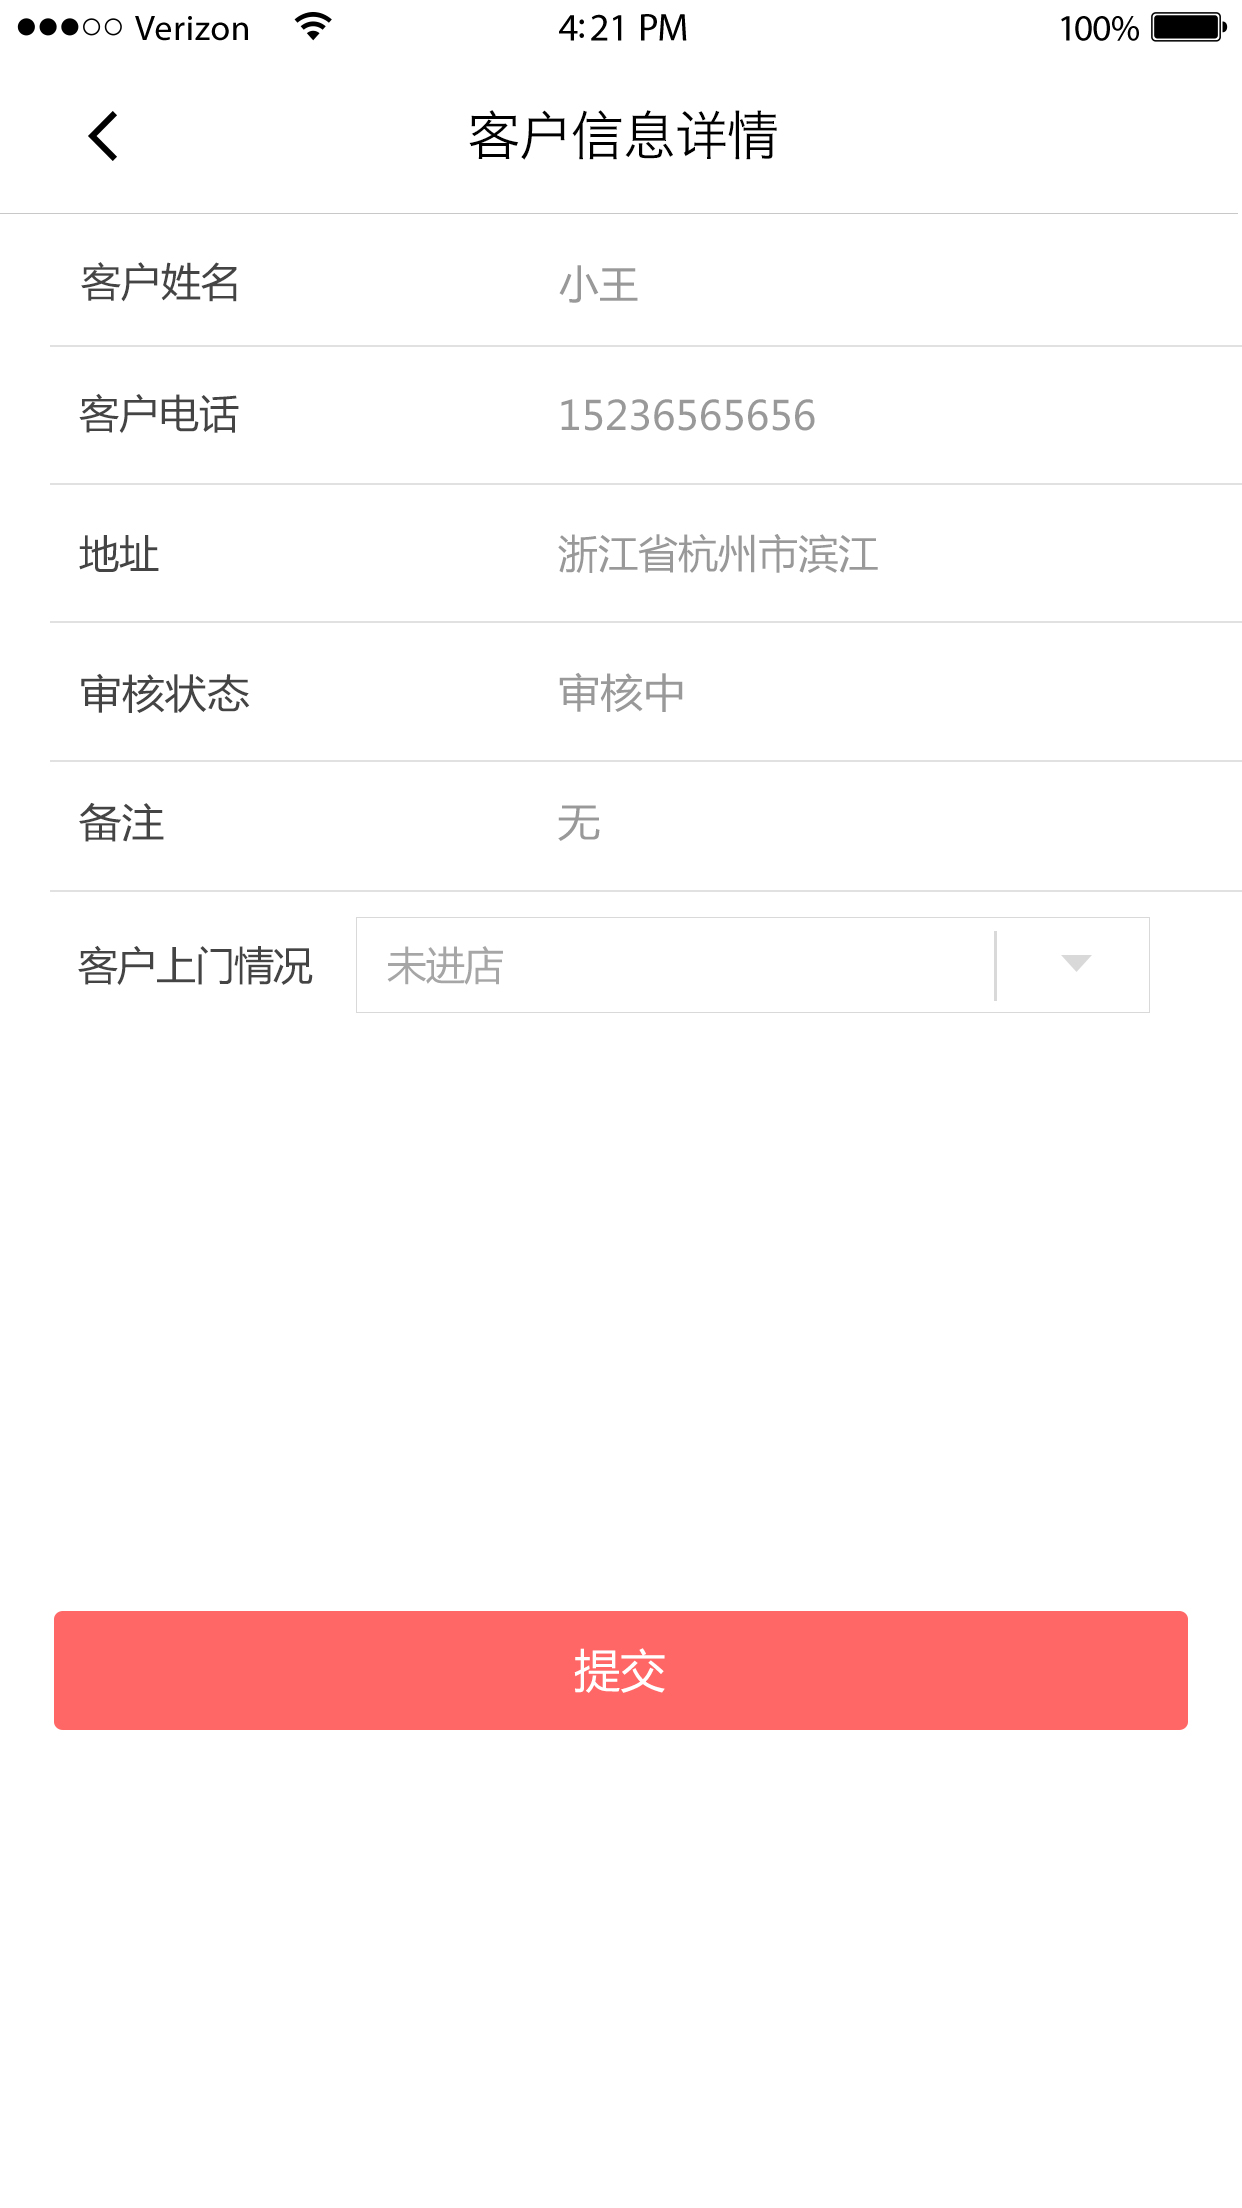 Verizon 4:21 PM 100%
客户信息详情
客户姓名 小王
客户电话 15236565656
地址 浙江省杭州市滨江
审核状态 审核中
备注 无
客户上门情况 未进店
提交